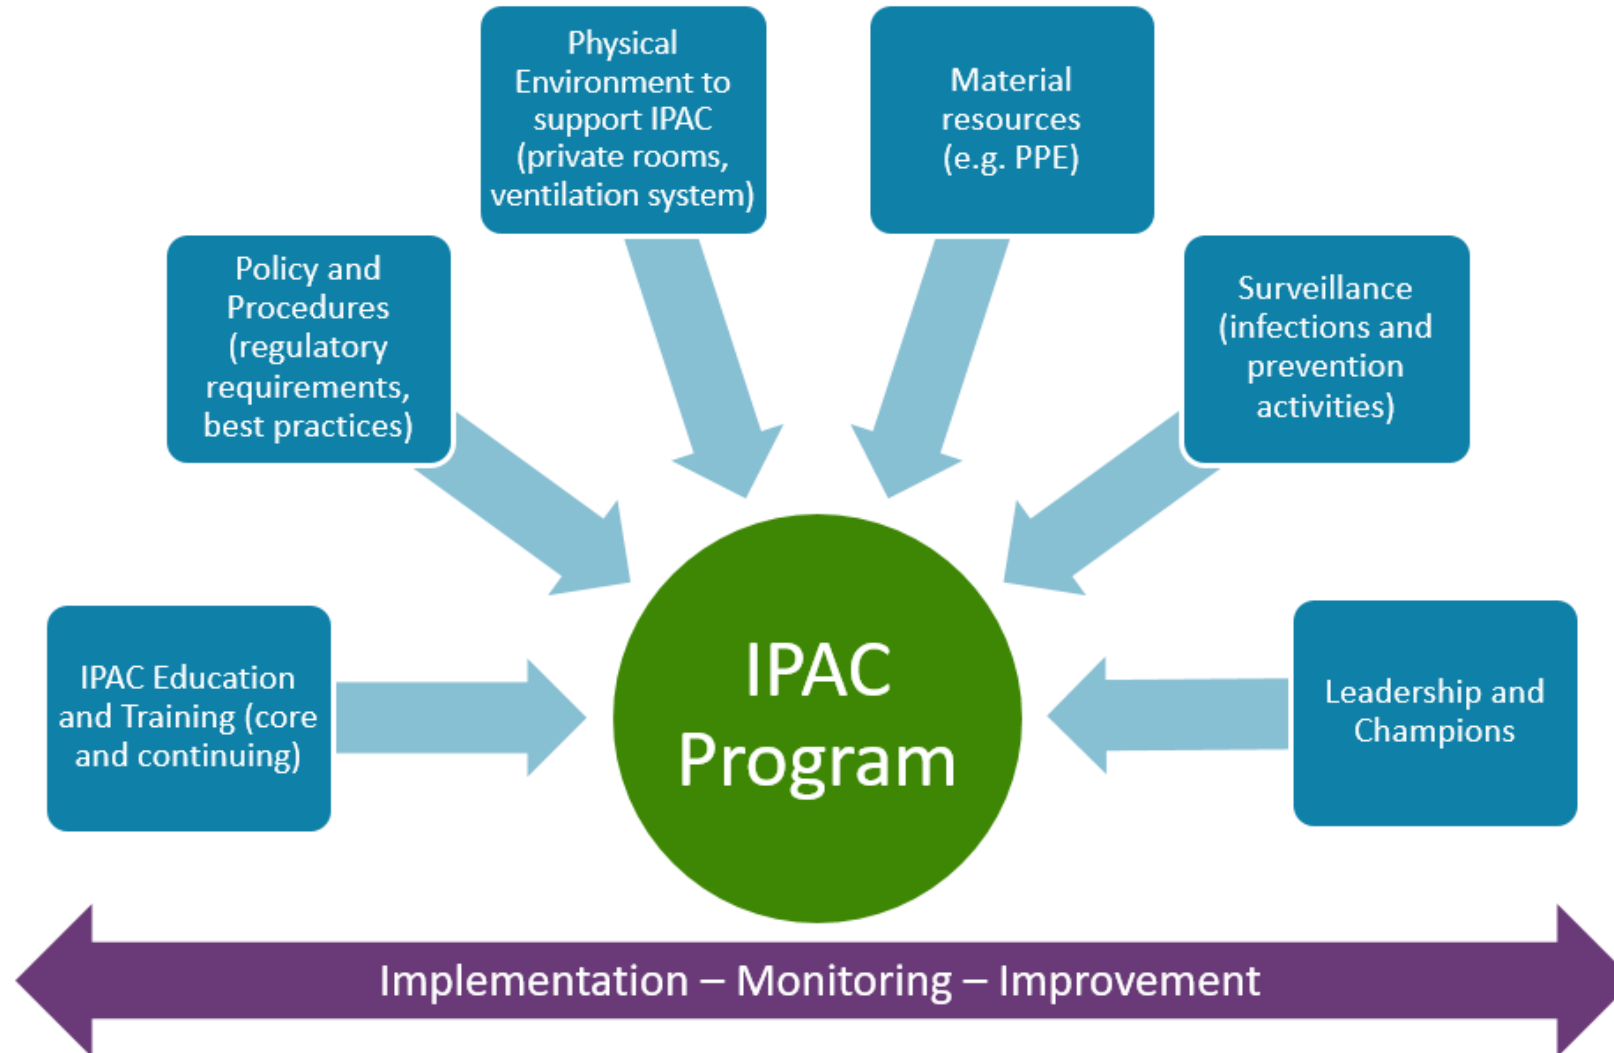 Physical
Environment to
support IPAC
(private rooms,
ventilation system)
Material
resources
(e.g. PPE)
Policy and
Procedures
(regulatory
requirements,
best practices)
Surveillance
(infections and
prevention
activities)
IPAC Education
and Training (core
and continuing)
IPAC
Program
Leadership and
Champions
Implementation – Monitoring – Improvement